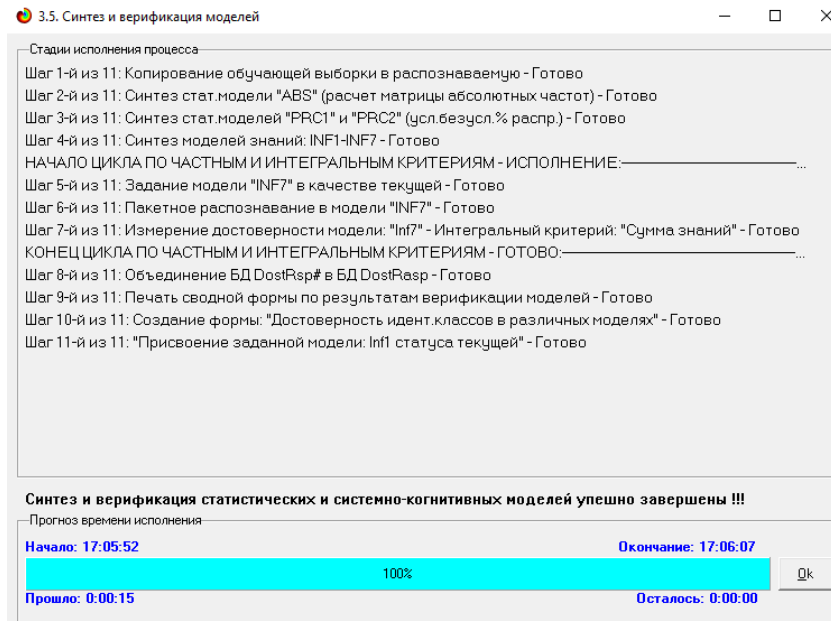 3.5. Синтез и верификация моделей
Стадии исполнения процесса
Шаг 1-й из 11: Копирование обучающей выборки в распознаваемую - Готово
Шаг 2-й из 11: Синтез стат.модели "ABS" (расчет матрицы абсолютных частот) - Готово
Шаг 3-й из 11: Синтез стат.моделей "PRC1" и "PRC2" (усл.безусл.% распр.) - Готово
Шаг 4-й из 11: Синтез моделей знаний: INF1-INF7 - Готово
НАЧАЛО ЦИКЛА ПО ЧАСТНЫМ И ИНТЕГРАЛЬНЫМ КРИТЕРИЯМ - ИСПОЛНЕНИЕ:————————...
Шаг 5-й из 11: Задание модели "INF7" в качестве текущей - Готово
Шаг 6-й из 11: Пакетное распознавание в модели "INF7" - Готово
Шаг 7-й из 11: Измерение достоверности модели: "Inf7" - Интегральный критерий: "Сумма знаний" - Готово
КОНЕЦ ЦИКЛА ПО ЧАСТНЫМ И ИНТЕГРАЛЬНЫМ КРИТЕРИЯМ - ГОТОВО:————————...
Шаг 8-й из 11: Объединение БД DostRsp# в БД DostRasp - Готово
Шаг 9-й из 11: Печать сводной формы по результатам верификации моделей - Готово
Шаг 10-й из 11: Создание формы: "Достоверность идент.классов в различных моделях" - Готово
Шаг 11-й из 11: "Присвоение заданной модели: Inf1 статуса текущей" - Готово
Синтез и верификация статистических и системно-когнитивных моделей упешно завершены !!!
Прогноз времени исполнения
Начало: 17:05:52 Окончание: 17:06:07
100% Ok
Прошло: 0:00:15 Осталось: 0:00:00